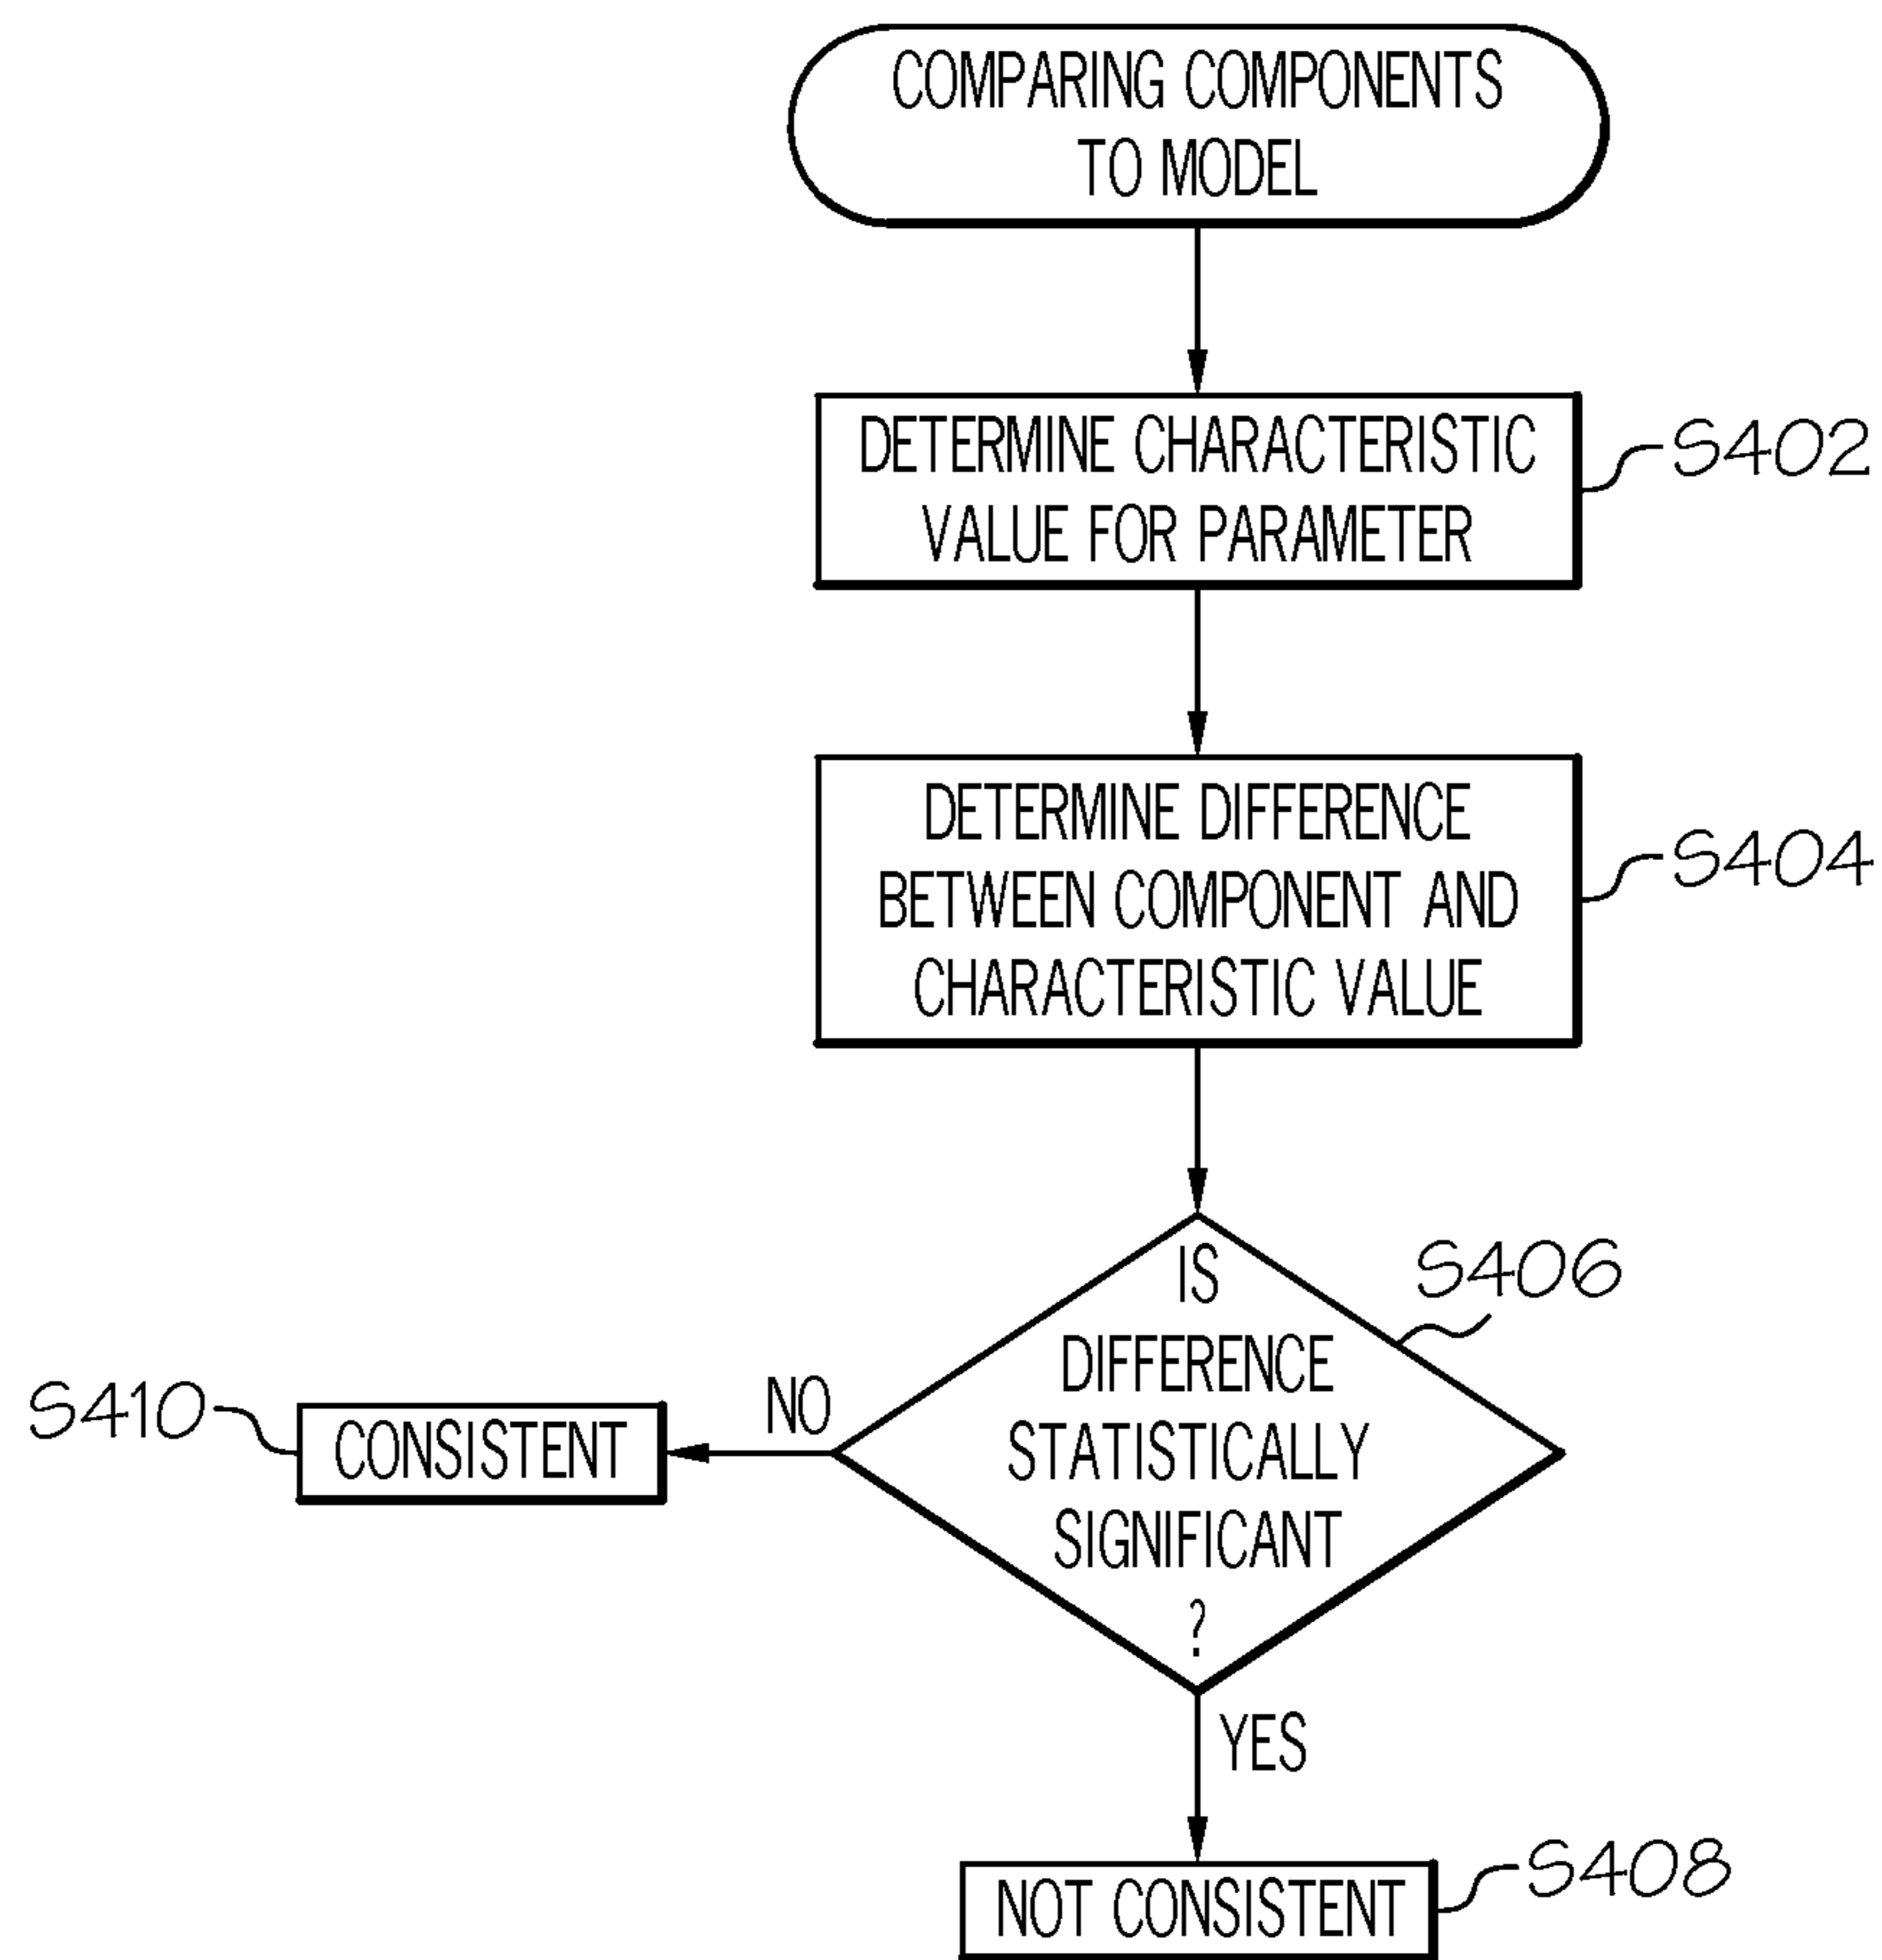 COMPARING COMPONENTS
TO MODEL
DETERMINE CHARACTERISTIC
VALUE FOR PARAMETER
S402
DETERMINE DIFFERENCE
BETWEEN COMPONENT AND
CHARACTERISTIC VALUE
S404
IS
DIFFERENCE
STATISTICALLY
SIGNIFICANT
?
S406
NO
S410
CONSISTENT
YES
NOT CONSISTENT
S408